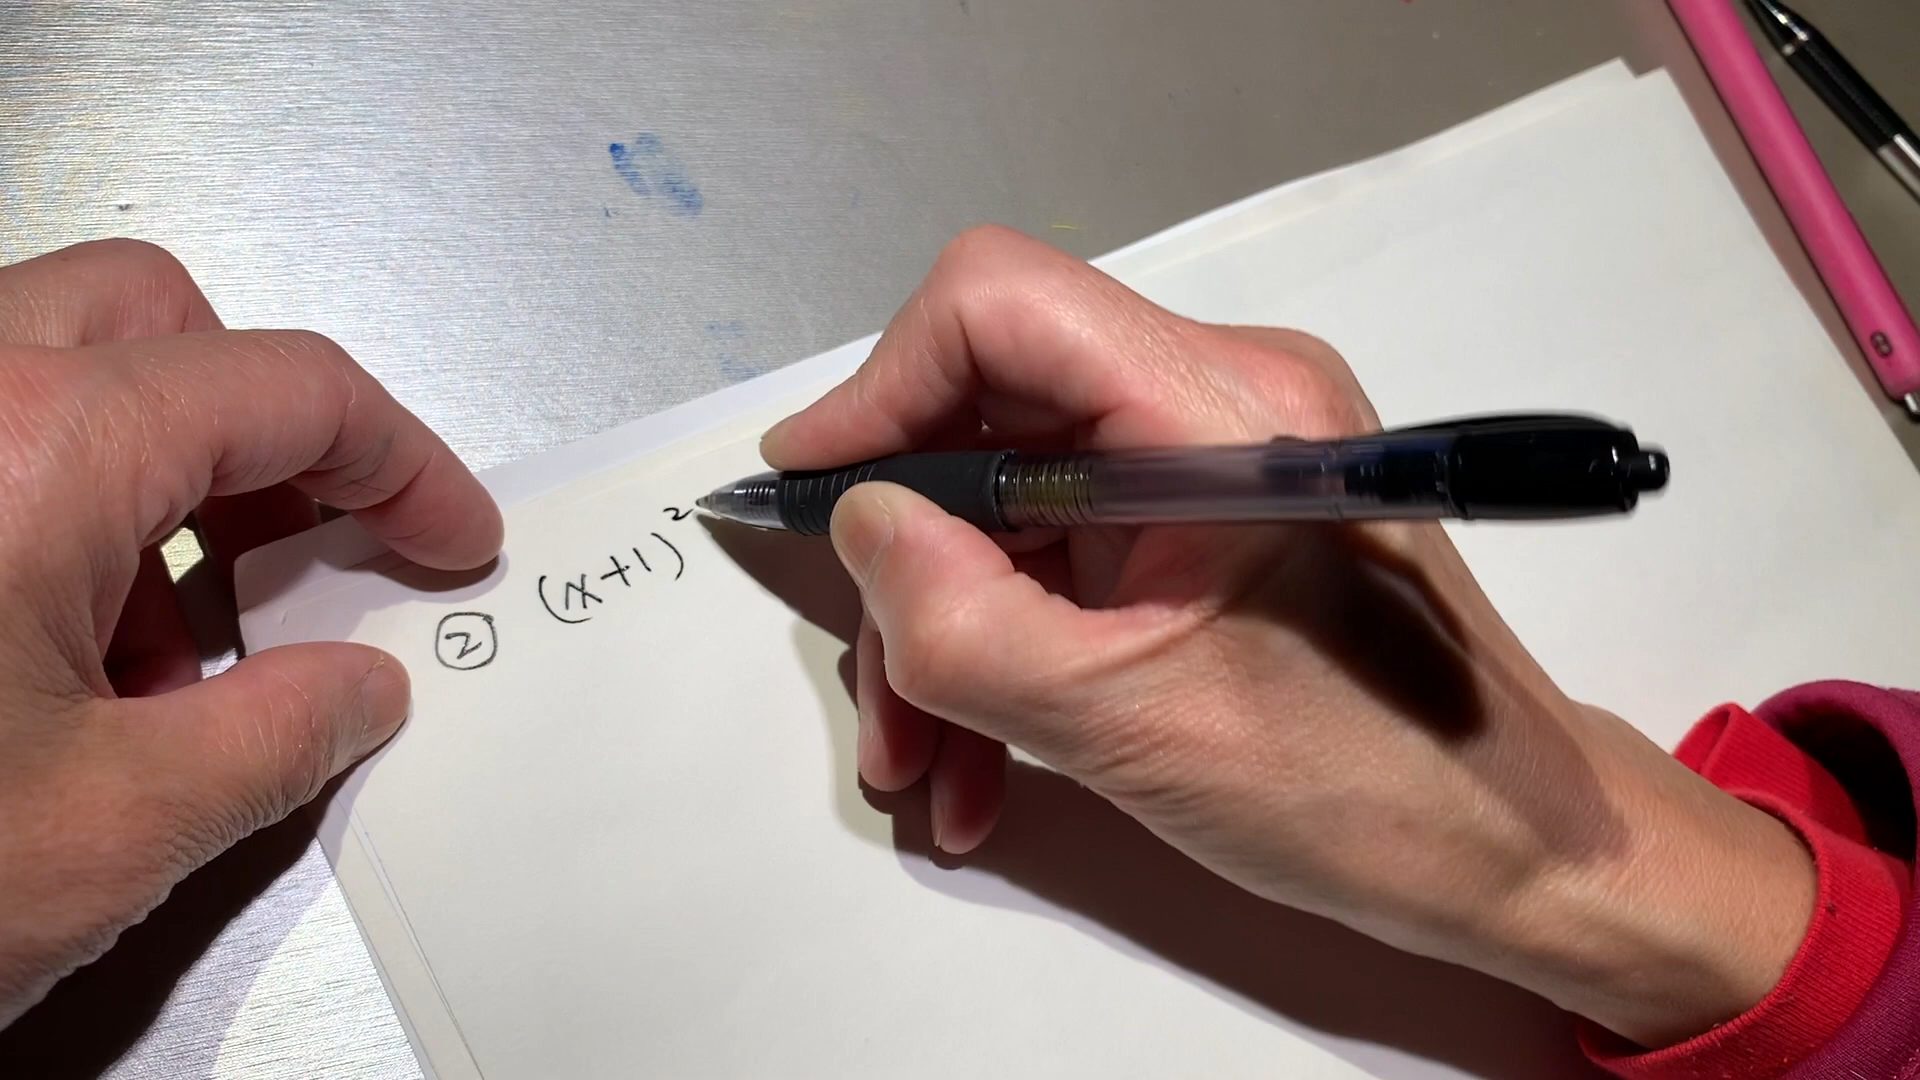 ② (x+1)²